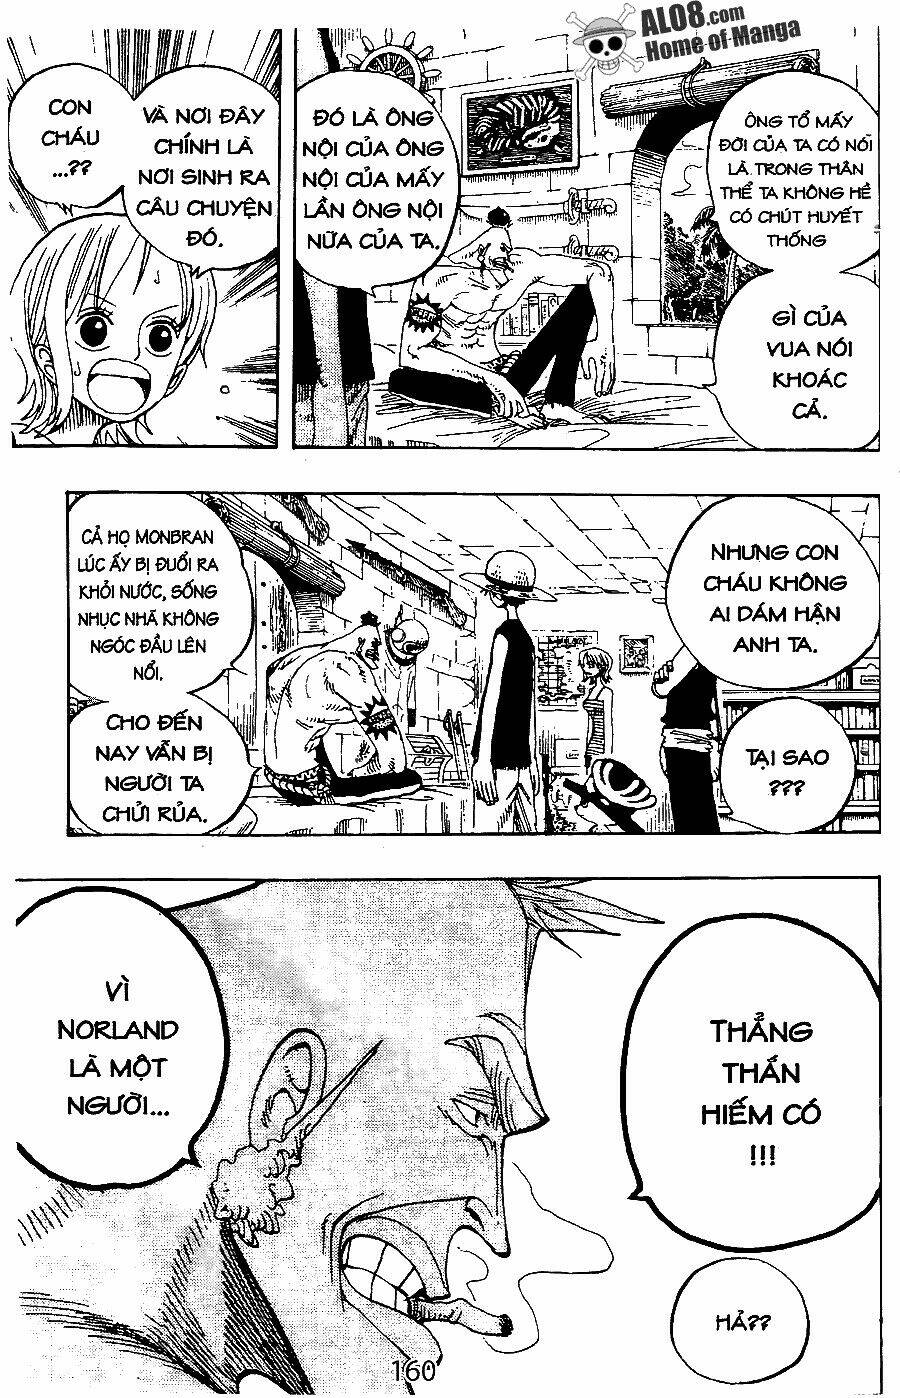 AL08.com
Home of Manga
CON
CHÁU
...??
VÀ NƠI ĐÂY
CHÍNH LÀ
NƠI SINH RA
CÂU CHUYỆN
ĐÓ.
ĐÓ LÀ ÔNG
NỘI CỦA ÔNG
NỘI CỦA MẤY
LẦN ÔNG NỘI
NỮA CỦA TA.
ÔNG TỔ MẤY
ĐỜI CỦA TA CÓ NÓI
LÀ TRONG THÂN
THỂ TA KHÔNG HỀ
CÓ CHÚT HUYẾT
THỐNG
GÌ CỦA
VUA NÓI
KHOÁC
CẢ.
CẢ HỌ MONBRAN
LÚC ẤY BỊ ĐUỔI RA
KHỎI NƯỚC, SỐNG
NHỤC NHÃ KHÔNG
NGÓC ĐẦU LÊN
NỔI.
CHO ĐẾN
NAY VẪN BỊ
NGƯỜI TA
CHỬI RỦA.
NHƯNG CON
CHÁU KHÔNG
AI DÁM HẬN
ANH TA.
TẠI SAO
???
VÌ
NORLAND
LÀ MỘT
NGƯỜI...
THẲNG
THẮN
HIẾM CÓ
!!!
HẢ??
160